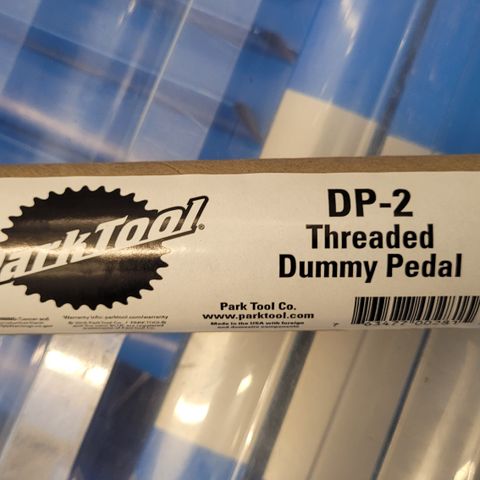 ParkTool®
DP-2
Threaded
Dummy Pedal
Park Tool Co.
www.parktool.com
Made in the USA with foreign
and domestic components